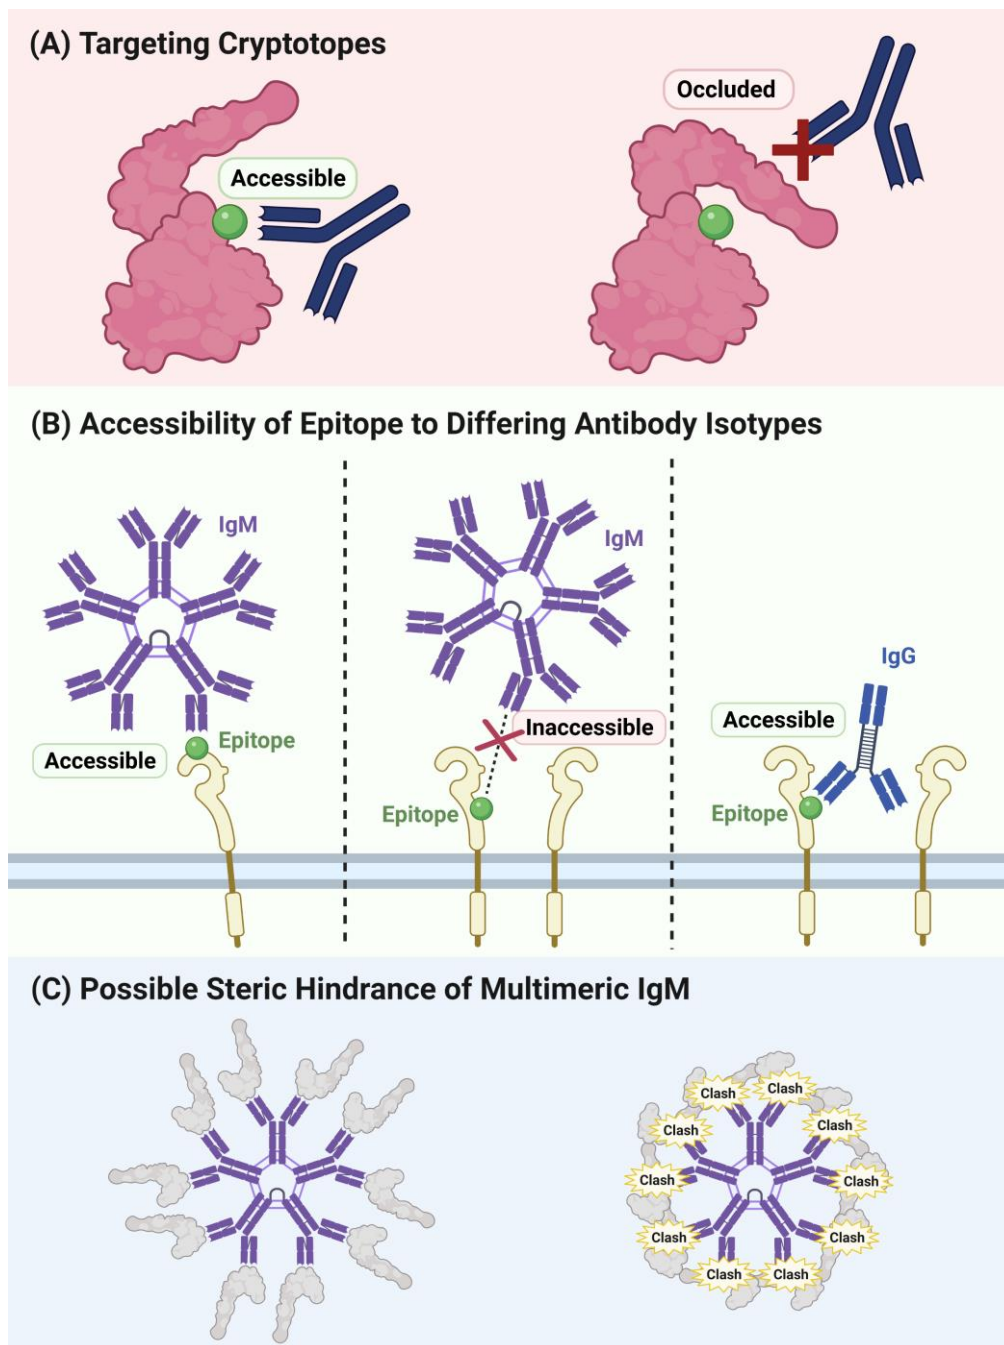 (A) Targeting Cryptotopes
Accessible
Occluded
(B) Accessibility of Epitope to Differing Antibody Isotypes
IgM
Epitope
Accessible
IgM
Inaccessible
Epitope
IgG
Accessible
Epitope
(C) Possible Steric Hindrance of Multimeric IgM
Clash
Clash
Clash
Clash
Clash
Clash
Clash
Clash
Clash
Clash